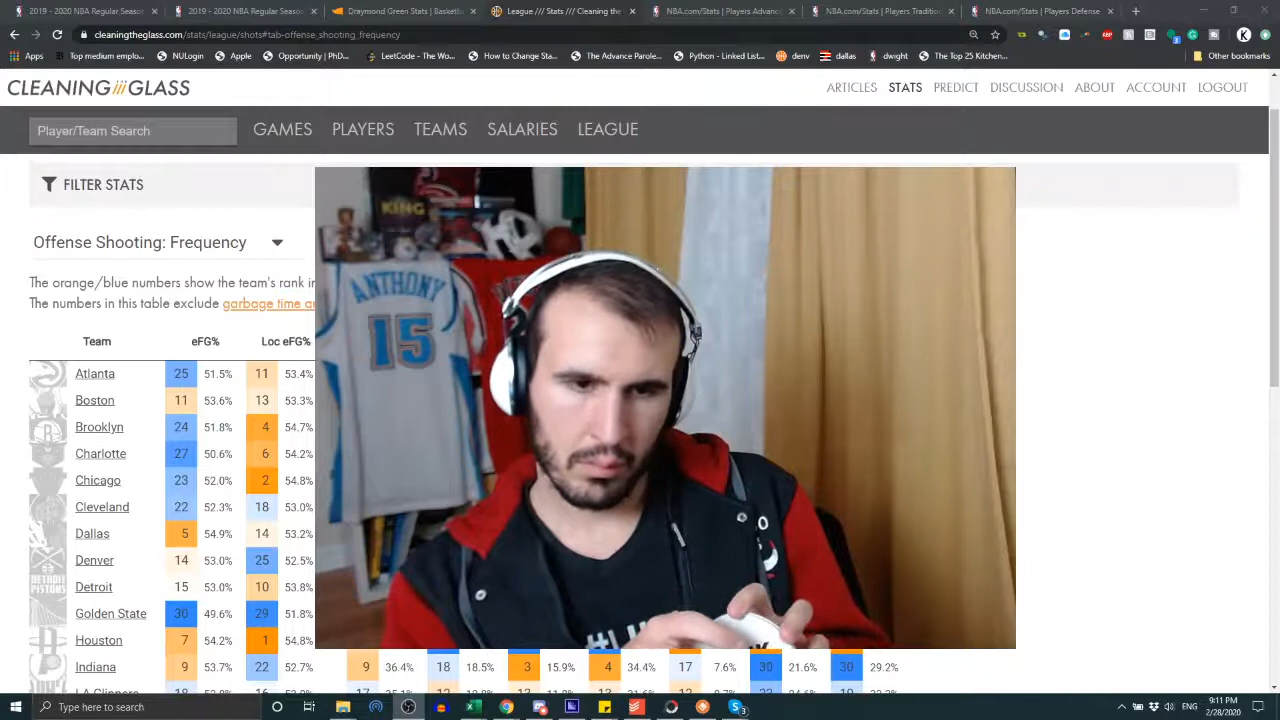 2019 - 2020 NBA Regular Season
2019 - 2020 NBA Regular Seaso
Draymond Green Stats | Basketb
League /// Stats /// Cleaning the
NBA.com/Stats | Players Advanc
NBA.com/Stats | Players Traditio
NBA.com/Stats | Players Defense
cleaningtheglass.com/stats/league/shots#tab-offense_shooting_frequency
Apps
YouTube
NULogin
Apple
Opportunity | PhD...
LeetCode - The Wo...
How to Change Sta...
The Advance Parole...
Python - Linked List...
denv
dallas
dwight
The Top 25 Kitchen...
Other bookmarks
CLEANING THE GLASS
ARTICLES STATS PREDICT DISCUSSION ABOUT ACCOUNT LOGOUT
Player/Team Search
GAMES PLAYERS TEAMS SALARIES LEAGUE
FILTER STATS
KING
Offense Shooting: Frequency
The orange/blue numbers show the team's rank in
The numbers in this table exclude garbage time an
ANTHONY
15
Team eFG% Loc eFG%
Atlanta 25 51.5% 11 53.4%
Boston 11 53.6% 13 53.3%
Brooklyn 24 51.8% 4 54.7%
Charlotte 27 50.6% 6 54.2%
Chicago 23 52.0% 2 54.8%
Cleveland 22 52.3% 18 53.0%
Dallas 5 54.9% 14 53.2%
Denver 14 53.0% 25 52.5%
Detroit 15 53.0% 10 53.8%
Golden State 30 49.6% 29 51.8%
Houston 7 54.2% 1 54.8%
Indiana 9 53.7% 22 52.7% 9 36.4% 18 18.5% 3 15.9% 4 34.4% 17 7.6% 30 21.6% 30 29.2%
LA Clippers
Type here to search
ENG
9:11 PM
2/28/2020